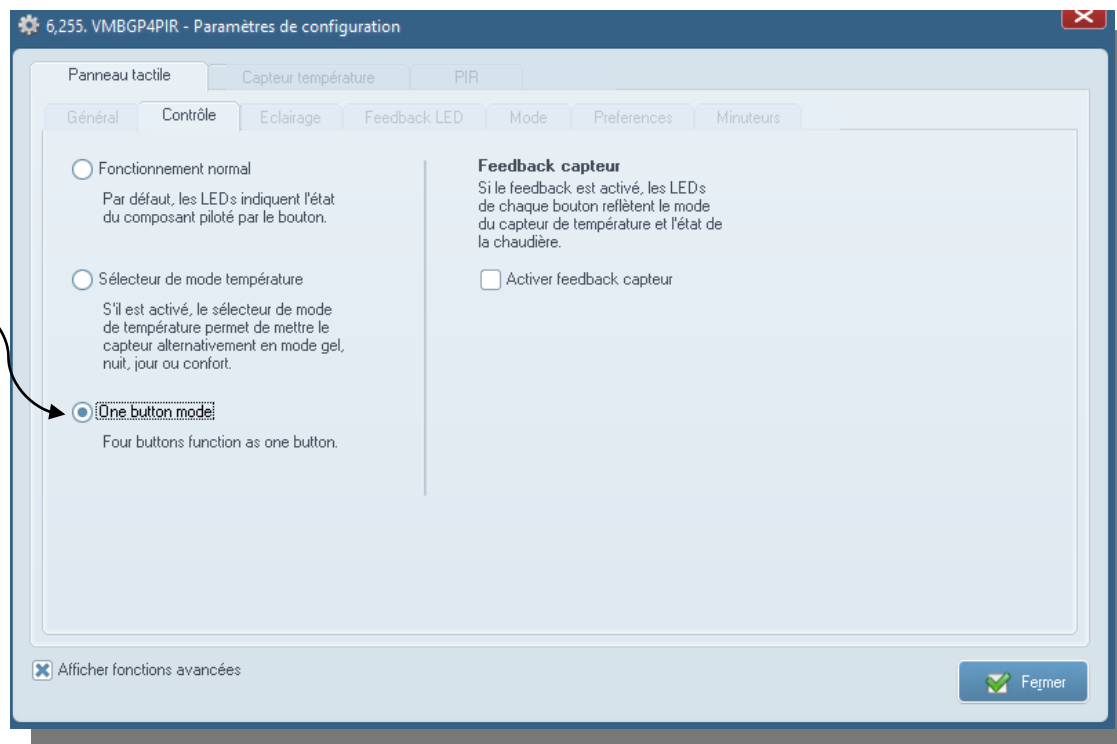 6,255. VMBGP4PIR - Paramètres de configuration
Panneau tactile Capteur température PIR
Général Contrôle Eclairage Feedback LED Mode Preferences Minuteurs
Fonctionnement normal
Par défaut, les LEDs indiquent l'état
du composant piloté par le bouton.
Sélecteur de mode température
S'il est activé, le sélecteur de mode
de température permet de mettre le
capteur alternativement en mode gel,
nuit, jour ou confort.
One button mode
Four buttons function as one button.
Feedback capteur
Si le feedback est activé, les LEDs
de chaque bouton reflètent le mode
du capteur de température et l'état de
la chaudière.
Activer feedback capteur
Afficher fonctions avancées
Fermer